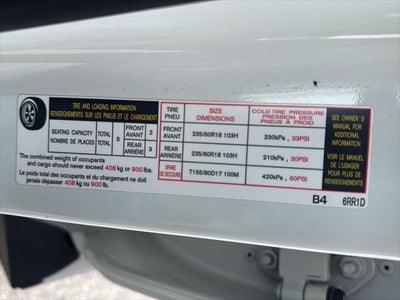 TIRE AND LOADING INFORMATION
RENSEIGNEMENTS SUR LES PNEUS ET LE CHARGEMENT
SEATING CAPACITY
NOMBRE DE PLACES
TOTAL 5
FRONT
AVANT 2
REAR
ARRIÈRE 3
The combined weight of occupants
and cargo should never exceed 408 kg or 900 lbs.
Le poids total des occupants et du chargement ne doit
jamais dépasser 408 kg ou 900 lbs.
TIRE
PNEU
SIZE
DIMENSIONS
COLD TIRE PRESSURE
PRESSION DES
PNEUS À FROID
FRONT
AVANT
235/60R18 103H
230kPa , 33PSI
REAR
ARRIÈRE
235/60R18 103H
210kPa , 30PSI
SPARE
DE SECOURS
T155/90D17 100M
420kPa , 60PSI
SEE OWNER'S
MANUAL FOR
ADDITIONAL
INFORMATION
VOIR LE MANUEL
DE L'USAGER
POUR PLUS DE
RENSEIGNEMENTS
B4 6RR1D